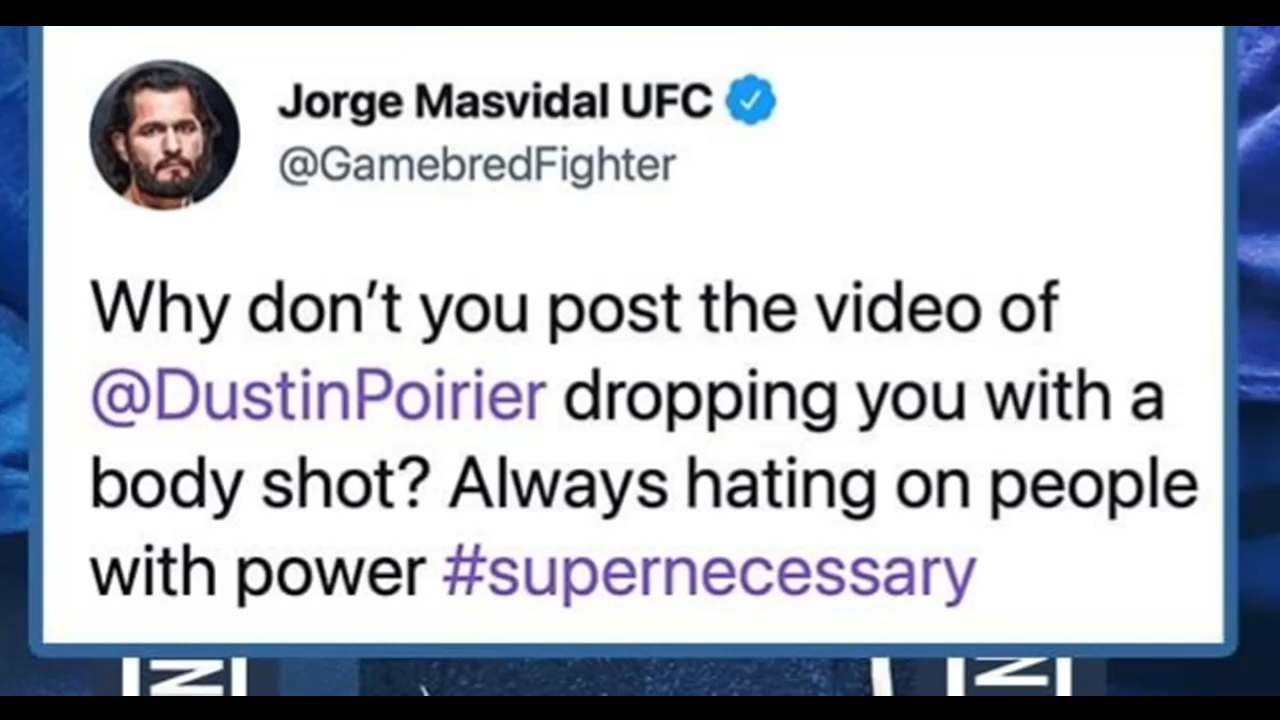 Jorge Masvidal UFC
@GamebredFighter
Why don’t you post the video of
@DustinPoirier dropping you with a
body shot? Always hating on people
with power #supernecessary